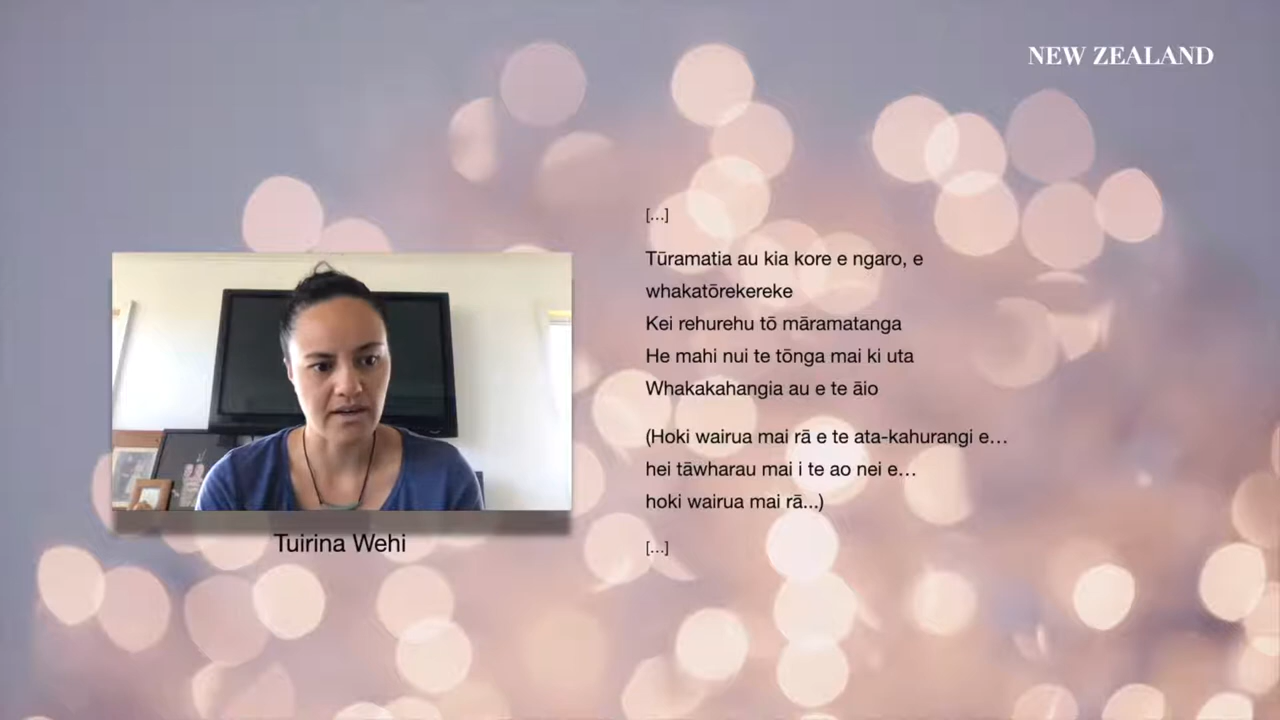 NEW ZEALAND
[...]
Tūramatia au kia kore e ngaro, e
whakatōrekereke
Kei rehurehu tō māramatanga
He mahi nui te tōnga mai ki uta
Whakakahangia au e te āio
(Hoki wairua mai rā e te ata-kahurangi e…
hei tāwharau mai i te ao nei e…
hoki wairua mai rā...)
[...]
Tuirina Wehi